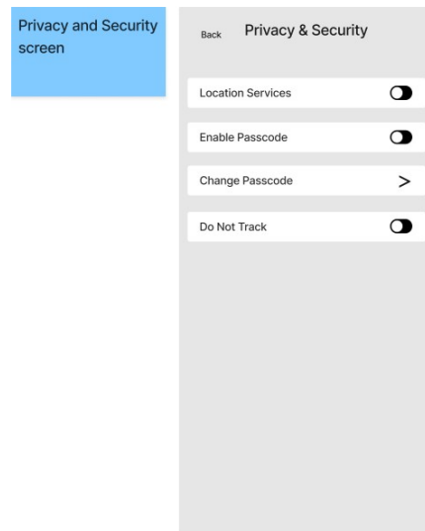 Privacy and Security
screen
Back Privacy & Security
Location Services
Enable Passcode
Change Passcode >
Do Not Track